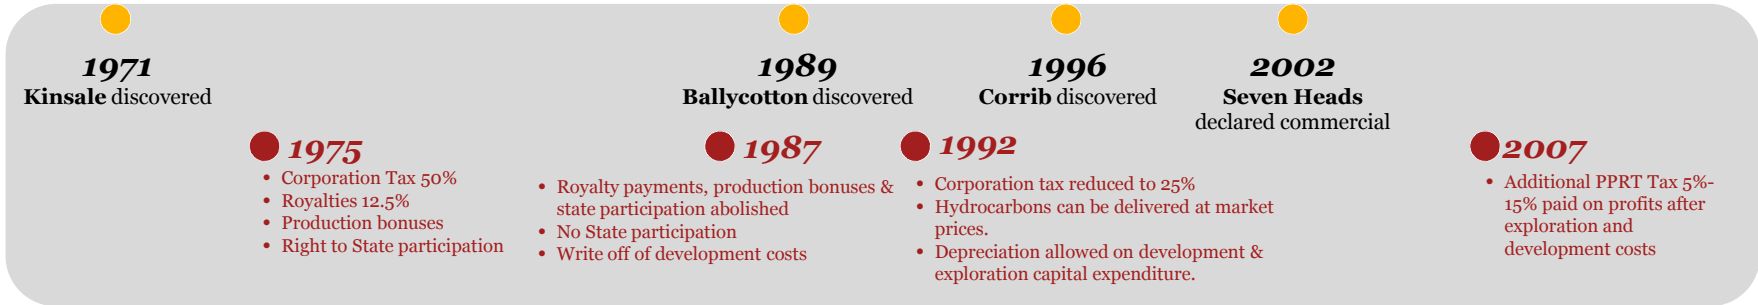 1971
Kinsale discovered
1989
Ballycotton discovered
1996
Corrib discovered
2002
Seven Heads
declared commercial
1975
• Corporation Tax 50%
• Royalties 12.5%
• Production bonuses
• Right to State participation
1987
• Royalty payments, production bonuses &
state participation abolished
• No State participation
• Write off of development costs
1992
• Corporation tax reduced to 25%
• Hydrocarbons can be delivered at market
prices.
• Depreciation allowed on development &
exploration capital expenditure.
2007
• Additional PPRT Tax 5%-
15% paid on profits after
exploration and
development costs